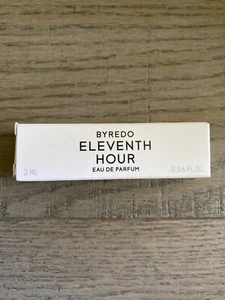 BYREDO
ELEVENTH
HOUR
EAU DE PARFUM
2 ML
0.06 FL.OZ